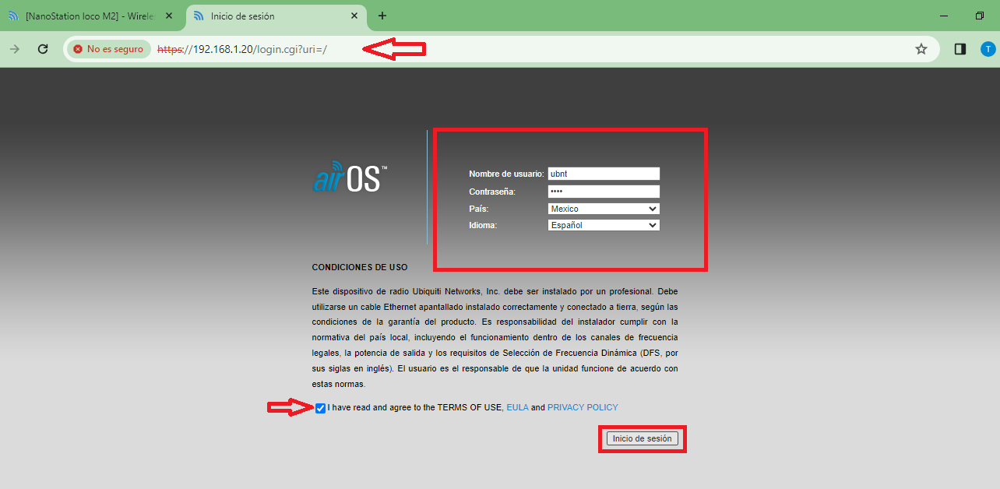 [NanoStation loco M2] - Wirele
Inicio de sesión
No es seguro
https://192.168.1.20/login.cgi?uri=/
T
airOS™
Nombre de usuario: ubnt
Contraseña: ••••
País: Mexico
Idioma: Español
CONDICIONES DE USO
Este dispositivo de radio Ubiquiti Networks, Inc. debe ser instalado por un profesional. Debe
utilizarse un cable Ethernet apantallado instalado correctamente y conectado a tierra, según las
condiciones de la garantía del producto. Es responsabilidad del instalador cumplir con la
normativa del país local, incluyendo el funcionamiento dentro de los canales de frecuencia
legales, la potencia de salida y los requisitos de Selección de Frecuencia Dinámica (DFS, por
sus siglas en inglés). El usuario es el responsable de que la unidad funcione de acuerdo con
estas normas.
I have read and agree to the TERMS OF USE, EULA and PRIVACY POLICY
Inicio de sesión